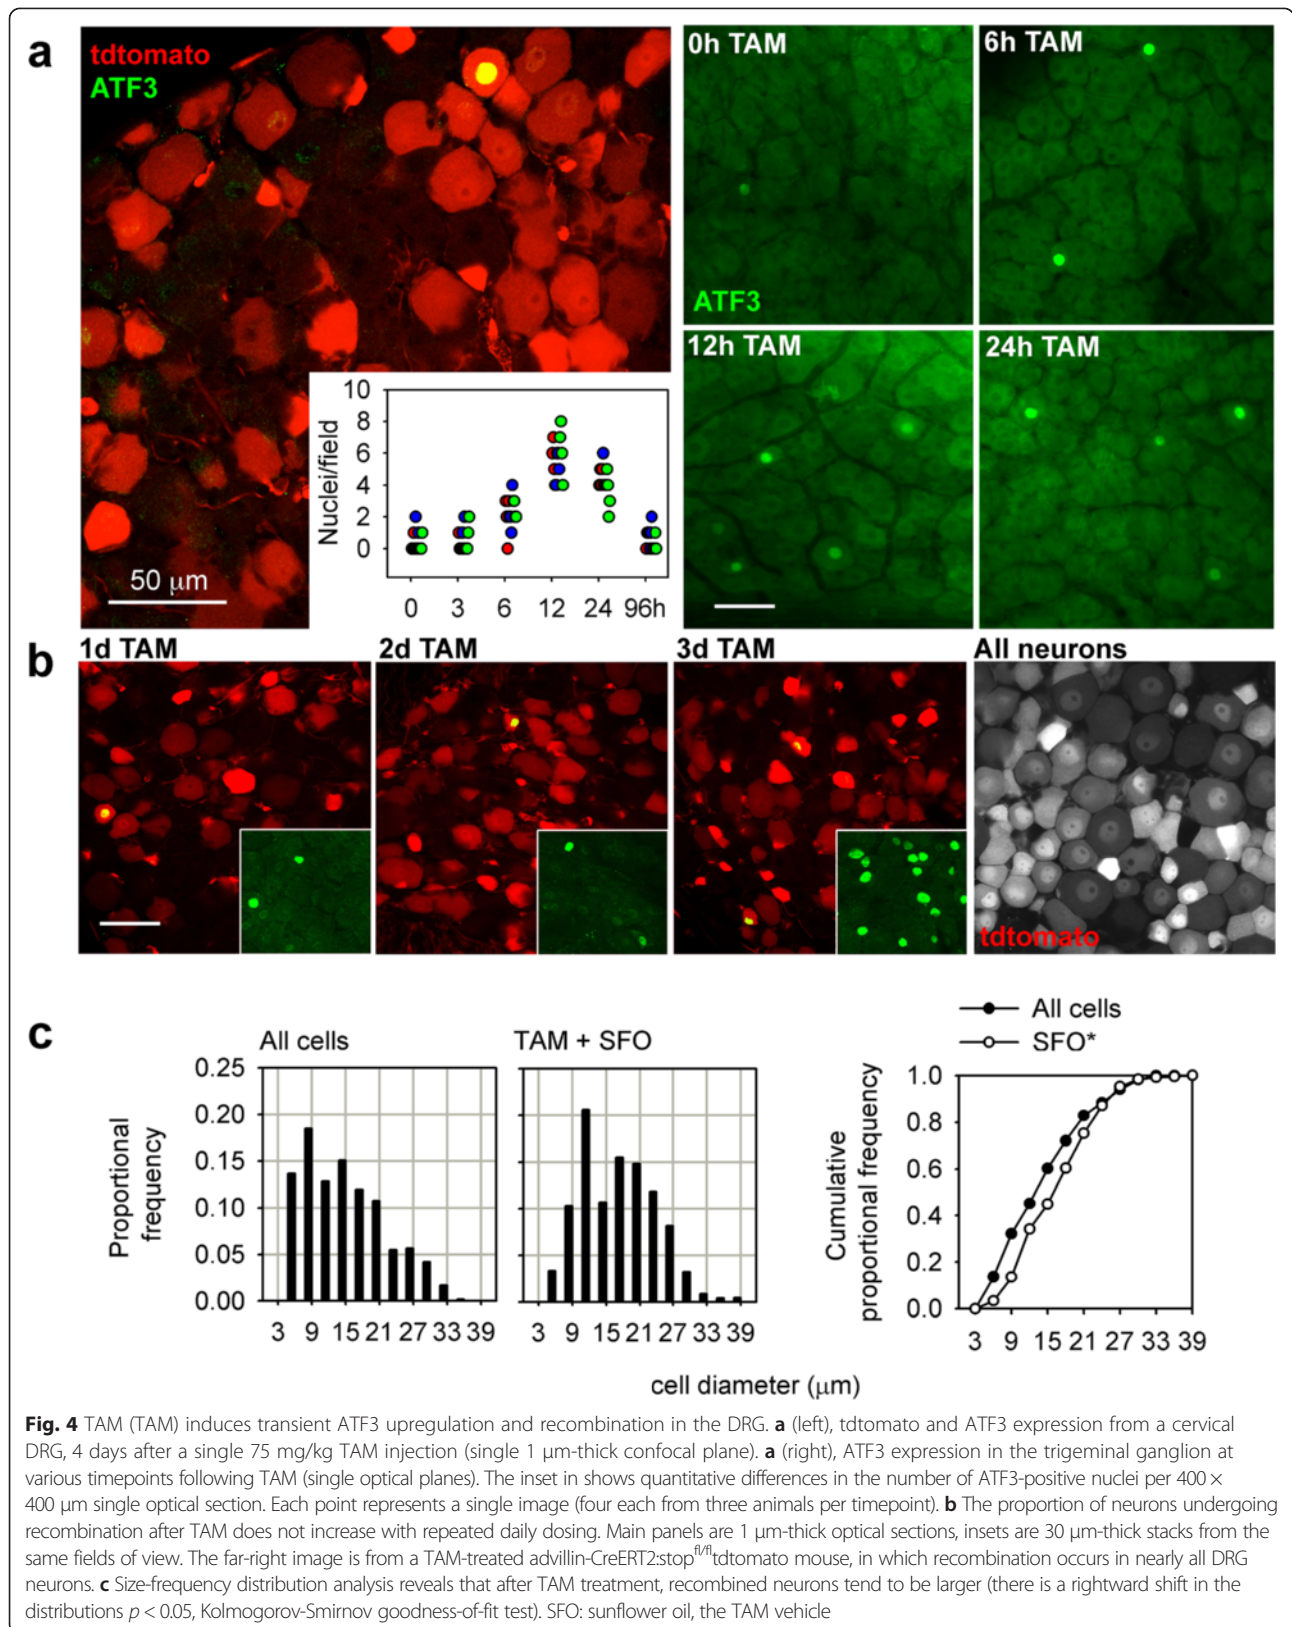 a
tdtomato
ATF3
0h TAM
6h TAM
ATF3
12h TAM
24h TAM
50 µm
Nuclei/field
10
8
6
4
2
0
0 3 6 12 24 96h
b
1d TAM
2d TAM
3d TAM
All neurons
tdtomato
c
All cells
TAM + SFO
All cells
SFO*
Proportional
frequency
0.25
0.20
0.15
0.10
0.05
0.00
3 9 15 21 27 33 39
3 9 15 21 27 33 39
Cumulative
proportional frequency
1.0
0.8
0.6
0.4
0.2
0.0
3 9 15 21 27 33 39
cell diameter (µm)
Fig. 4 TAM (TAM) induces transient ATF3 upregulation and recombination in the DRG. a (left), tdtomato and ATF3 expression from a cervical
DRG, 4 days after a single 75 mg/kg TAM injection (single 1 µm-thick confocal plane). a (right), ATF3 expression in the trigeminal ganglion at
various timepoints following TAM (single optical planes). The inset in shows quantitative differences in the number of ATF3-positive nuclei per 400 ×
400 µm single optical section. Each point represents a single image (four each from three animals per timepoint). b The proportion of neurons undergoing
recombination after TAM does not increase with repeated daily dosing. Main panels are 1 µm-thick optical sections, insets are 30 µm-thick stacks from the
same fields of view. The far-right image is from a TAM-treated advillin-CreERT2:stop^fl/fl tdtomato mouse, in which recombination occurs in nearly all DRG
neurons. c Size-frequency distribution analysis reveals that after TAM treatment, recombined neurons tend to be larger (there is a rightward shift in the
distributions p < 0.05, Kolmogorov-Smirnov goodness-of-fit test). SFO: sunflower oil, the TAM vehicle